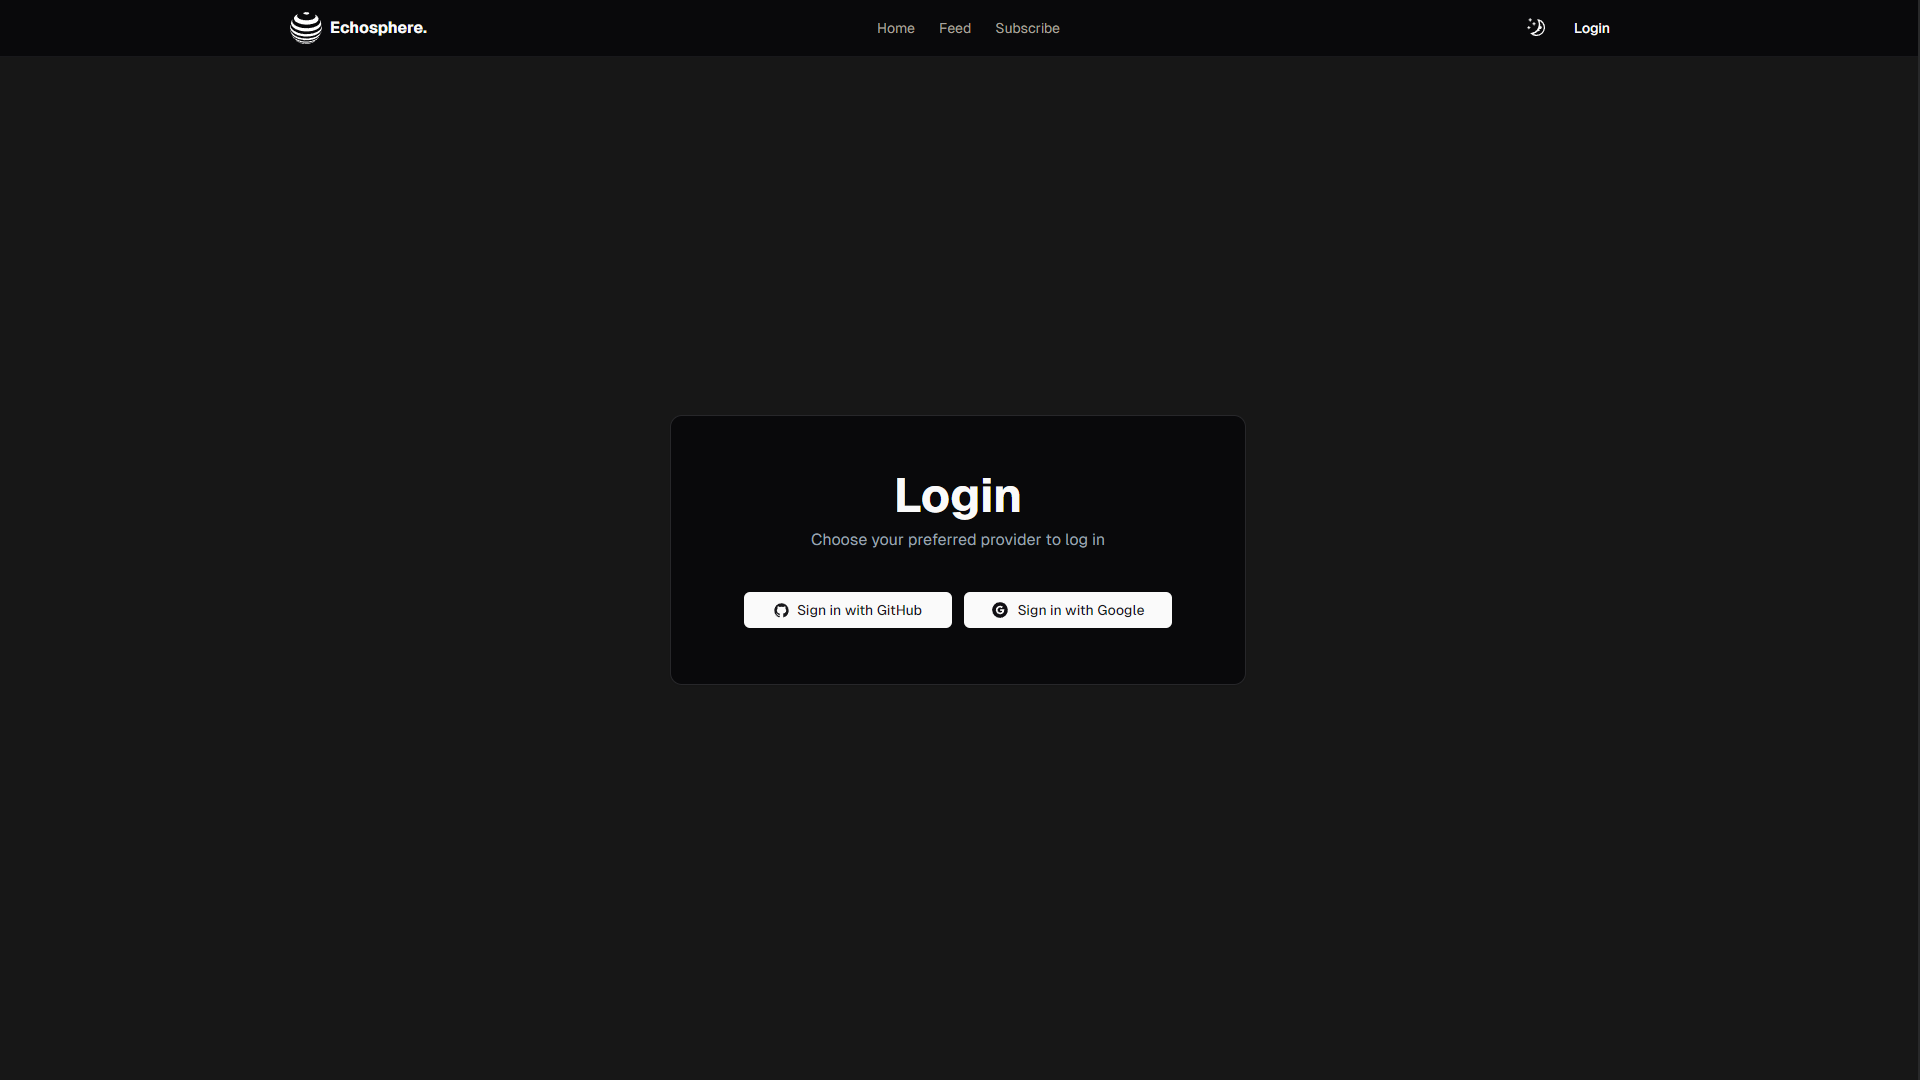 Echosphere.
Home
Feed
Subscribe
Login
Login
Choose your preferred provider to log in
Sign in with GitHub
Sign in with Google